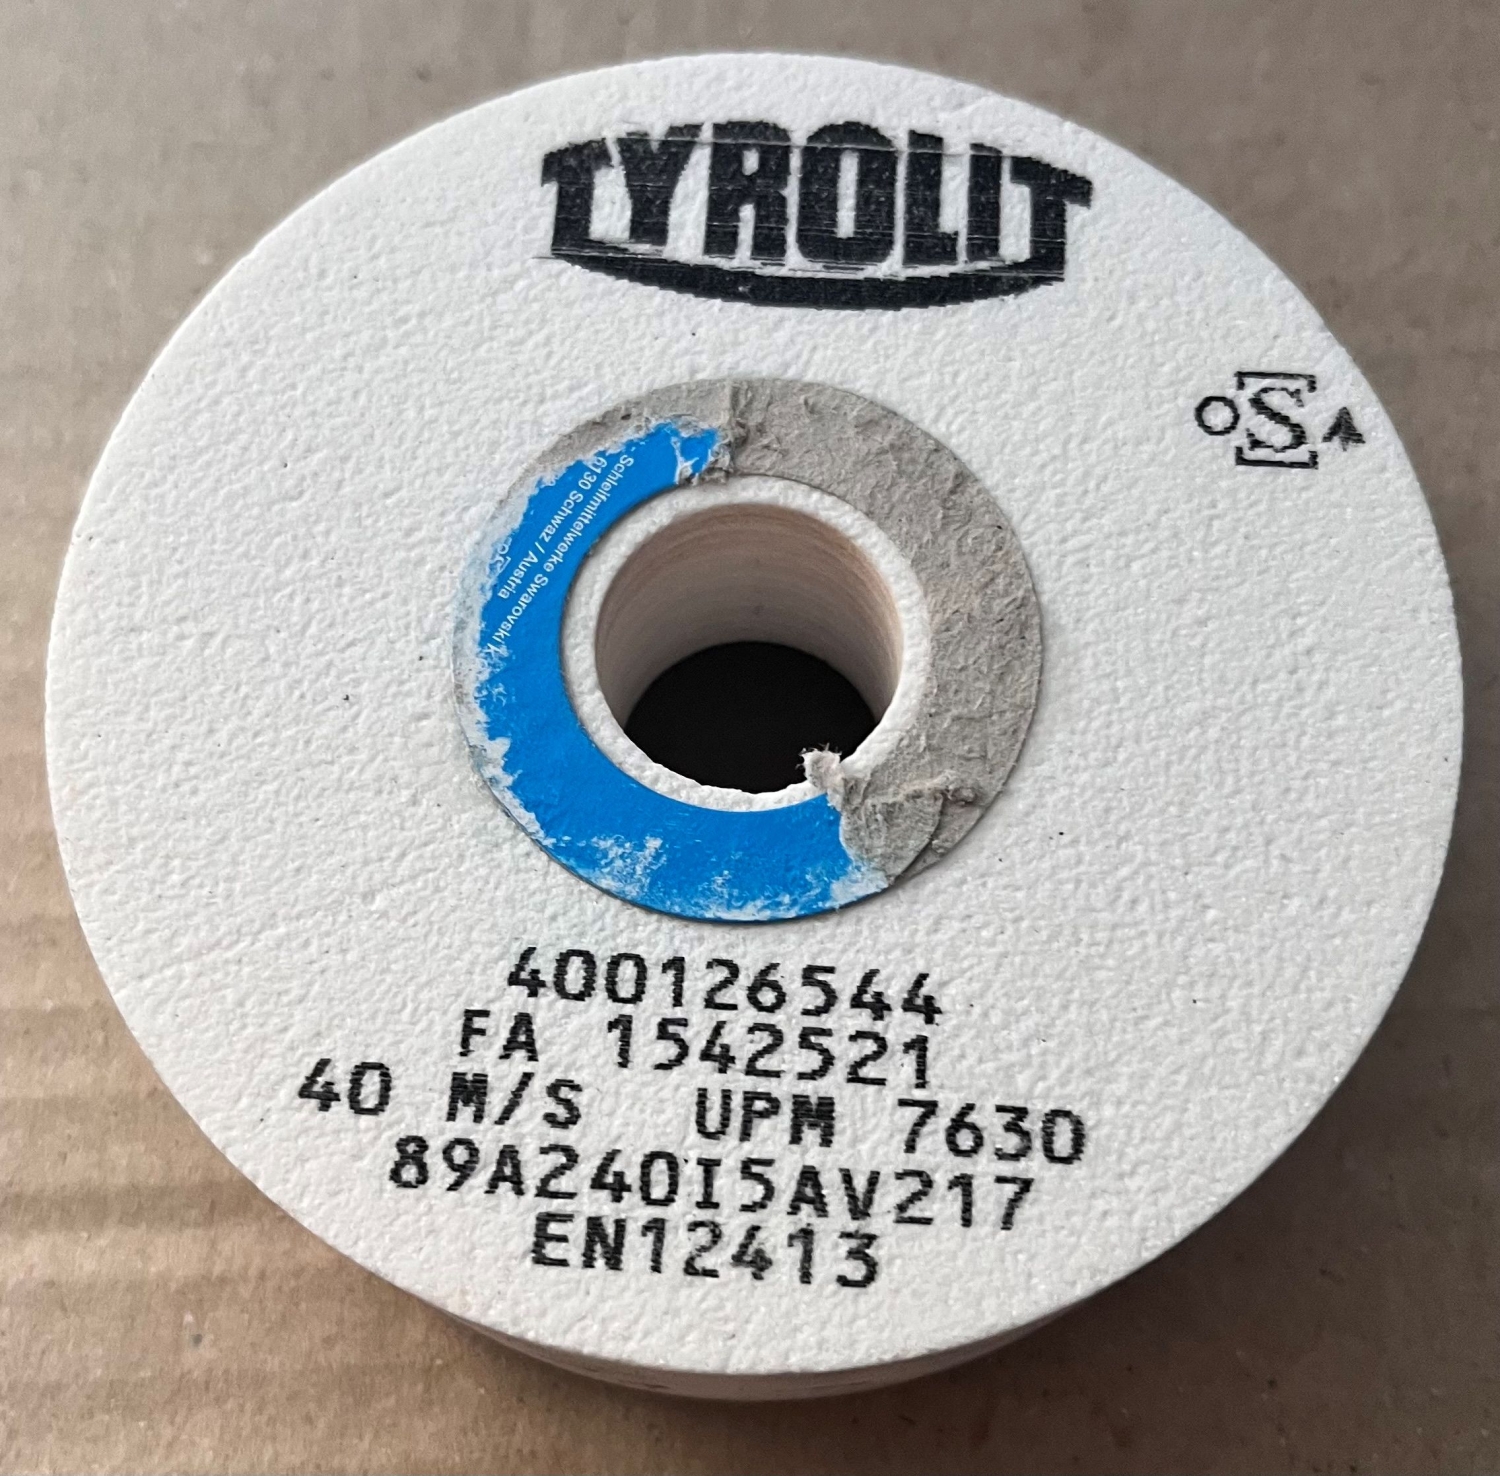 TYROLIT
S
- Schleifmittelwerke Swarovski K
6130 Schwaz / Austria
400126544
FA 1542521
40 M/S UPM 7630
89A240I5AV217
EN12413